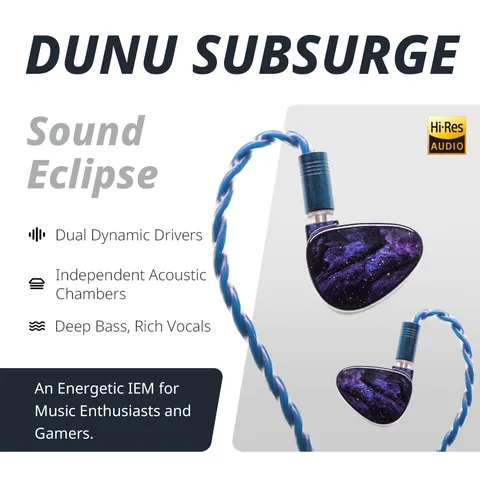 DUNU SUBSURGE
Sound
Eclipse
Hi-Res
AUDIO
Dual Dynamic Drivers
Independent Acoustic
Chambers
Deep Bass, Rich Vocals
An Energetic IEM for
Music Enthusiasts and
Gamers.